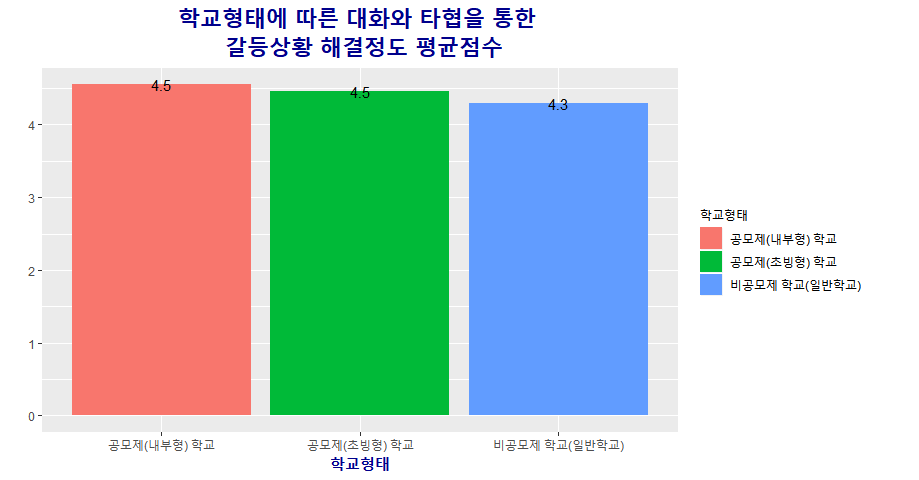 학교형태에 따른 대화와 타협을 통한
갈등상황 해결정도 평균점수
4.5
4.5
4.3
4
3
2
1
0
공모제(내부형) 학교
공모제(초빙형) 학교
비공모제 학교(일반학교)
학교형태
학교형태
공모제(내부형) 학교
공모제(초빙형) 학교
비공모제 학교(일반학교)